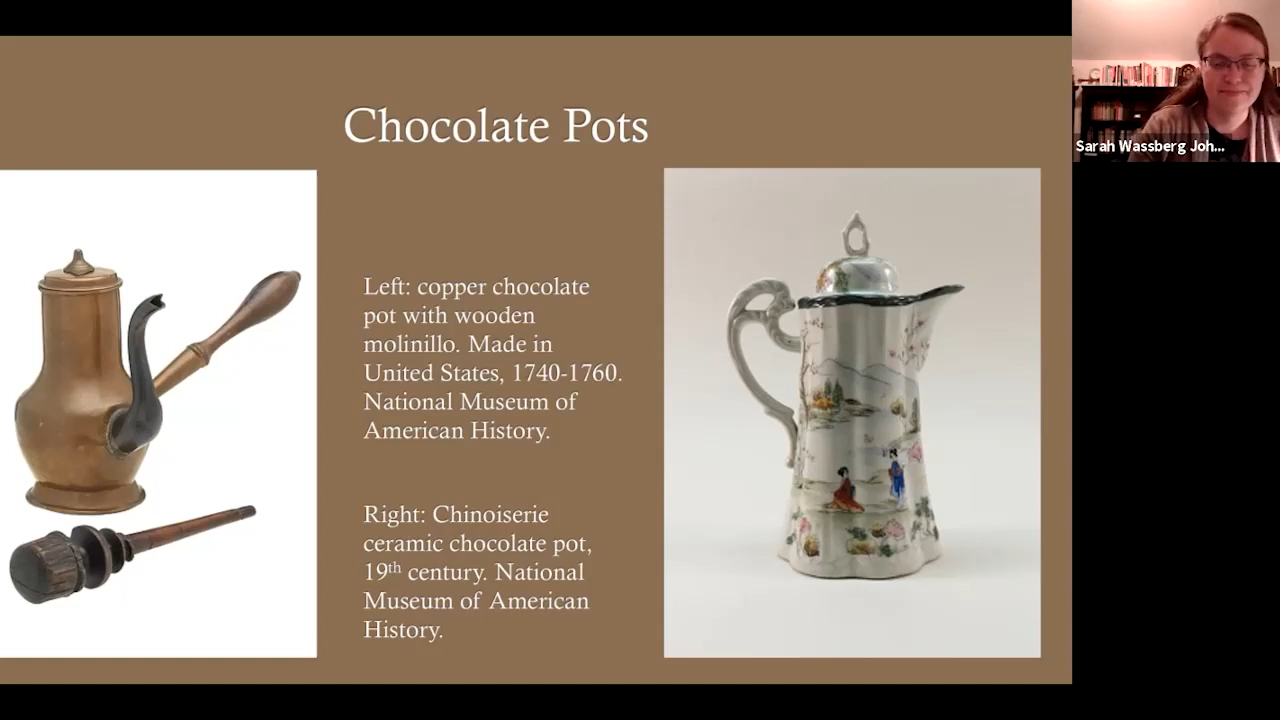 Chocolate Pots
Left: copper chocolate
pot with wooden
molinillo. Made in
United States, 1740-1760.
National Museum of
American History.
Right: Chinoiserie
ceramic chocolate pot,
19th century. National
Museum of American
History.
Sarah Wassberg Joh...